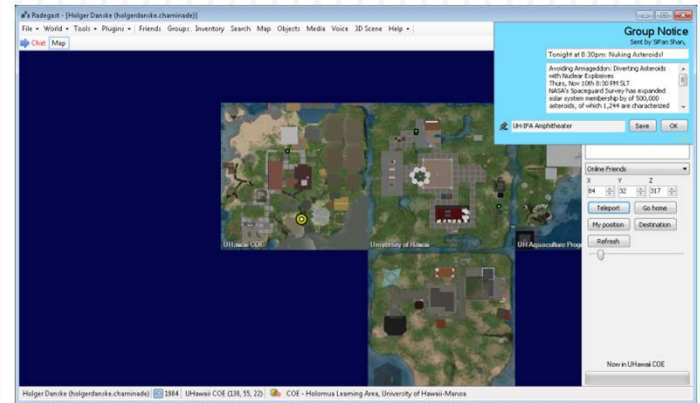 Radegast - [Holger Danske (holgerdanske.chaminade)]
File World Tools Plugins Friends Groups Inventory Search Map Objects Media Voice 3D Scene Help
Chat Map
Group Notice
Sent by SiFan Shan,
Tonight at 8:30pm: Nuking Asteroids!
Avoiding Armageddon: Diverting Asteroids
with Nuclear Explosives
Thurs, Nov 10th 8:30 PM SLT
NASA's Spaceguard Survey has expanded
solar system membership by of 500,000
asteroids, of which 1,244 are characterized
UH-IFA Amphitheater
Save OK
Online Friends
X Y Z
84 32 317
Teleport Go home
My position Destination
Refresh
UHawaii COE
University of Hawaii
UH Aquaculture Prog
Now in UHawaii COE
Holger Danske (holgerdanske.chaminade) 1984 UHawaii COE (138, 55, 22) COE - Holomua Learning Area, University of Hawaii-Manoa